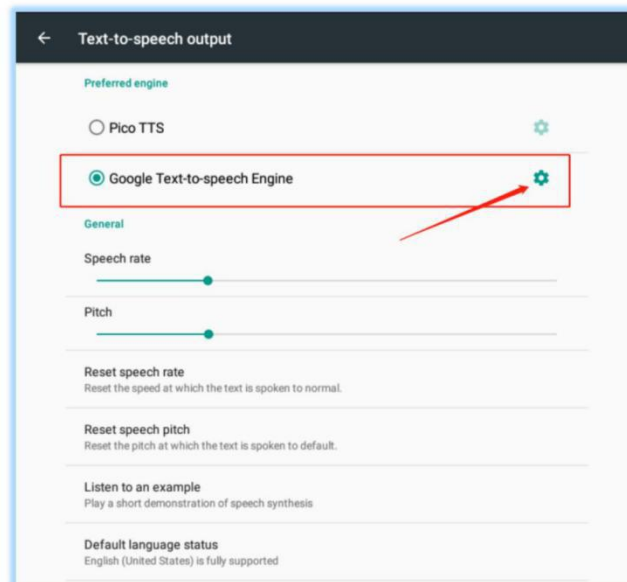 Text-to-speech output
Preferred engine
Pico TTS
Google Text-to-speech Engine
General
Speech rate
Pitch
Reset speech rate
Reset the speed at which the text is spoken to normal.
Reset speech pitch
Reset the pitch at which the text is spoken to default.
Listen to an example
Play a short demonstration of speech synthesis
Default language status
English (United States) is fully supported